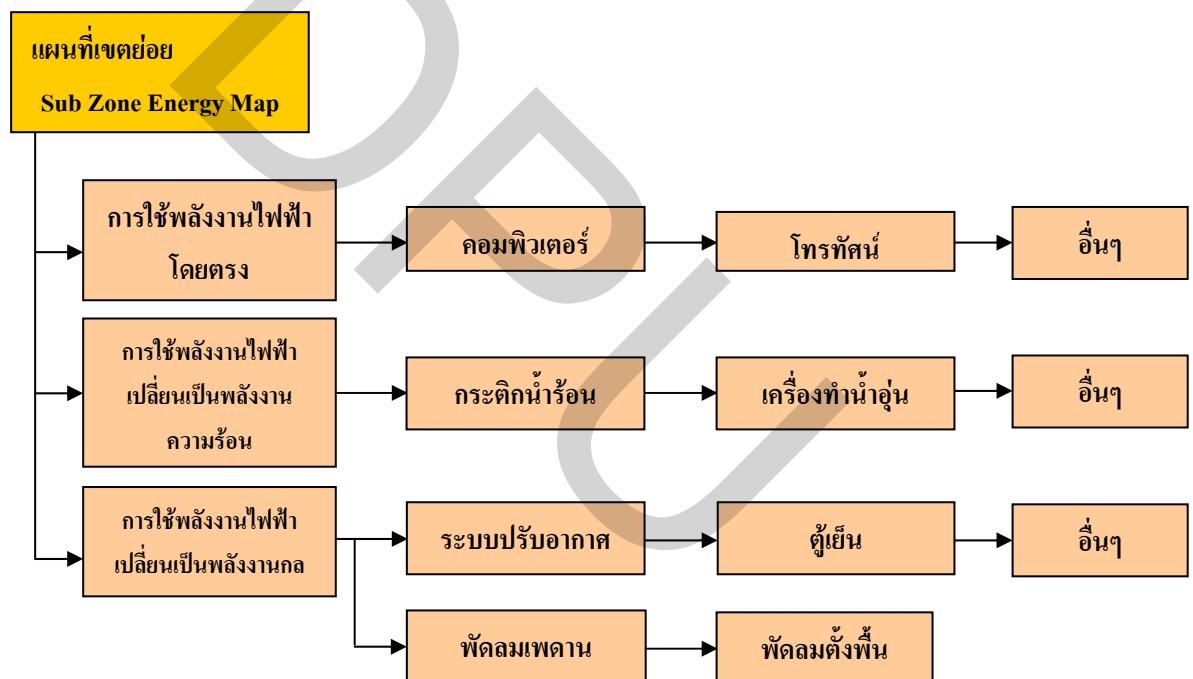 แผนที่เขตย่อย
Sub Zone Energy Map
การใช้พลังงานไฟฟ้า
โดยตรง
คอมพิวเตอร์
โทรทัศน์
อื่นๆ
การใช้พลังงานไฟฟ้า
เปลี่ยนเป็นพลังงาน
ความร้อน
กระติกน้ำร้อน
เครื่องทำน้ำอุ่น
อื่นๆ
การใช้พลังงานไฟฟ้า
เปลี่ยนเป็นพลังงานกล
ระบบปรับอากาศ
ตู้เย็น
อื่นๆ
พัดลมเพดาน
พัดลมตั้งพื้น
DPU